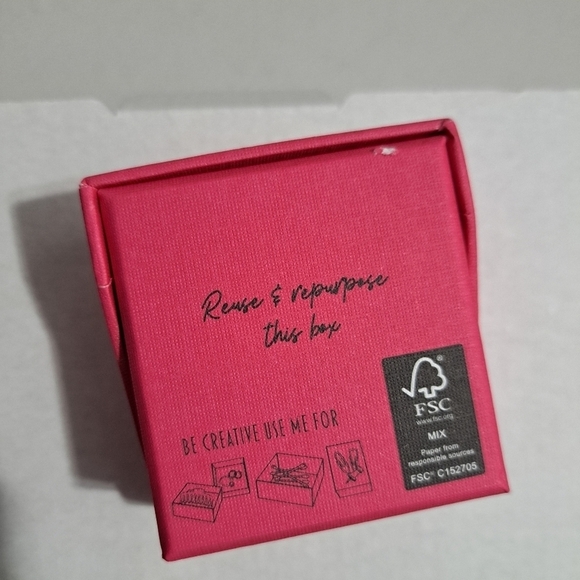 Reuse & repurpose
this box
BE CREATIVE USE ME FOR
FSC
www.fsc.org
MIX
Paper from
responsible sources
FSC® C152705